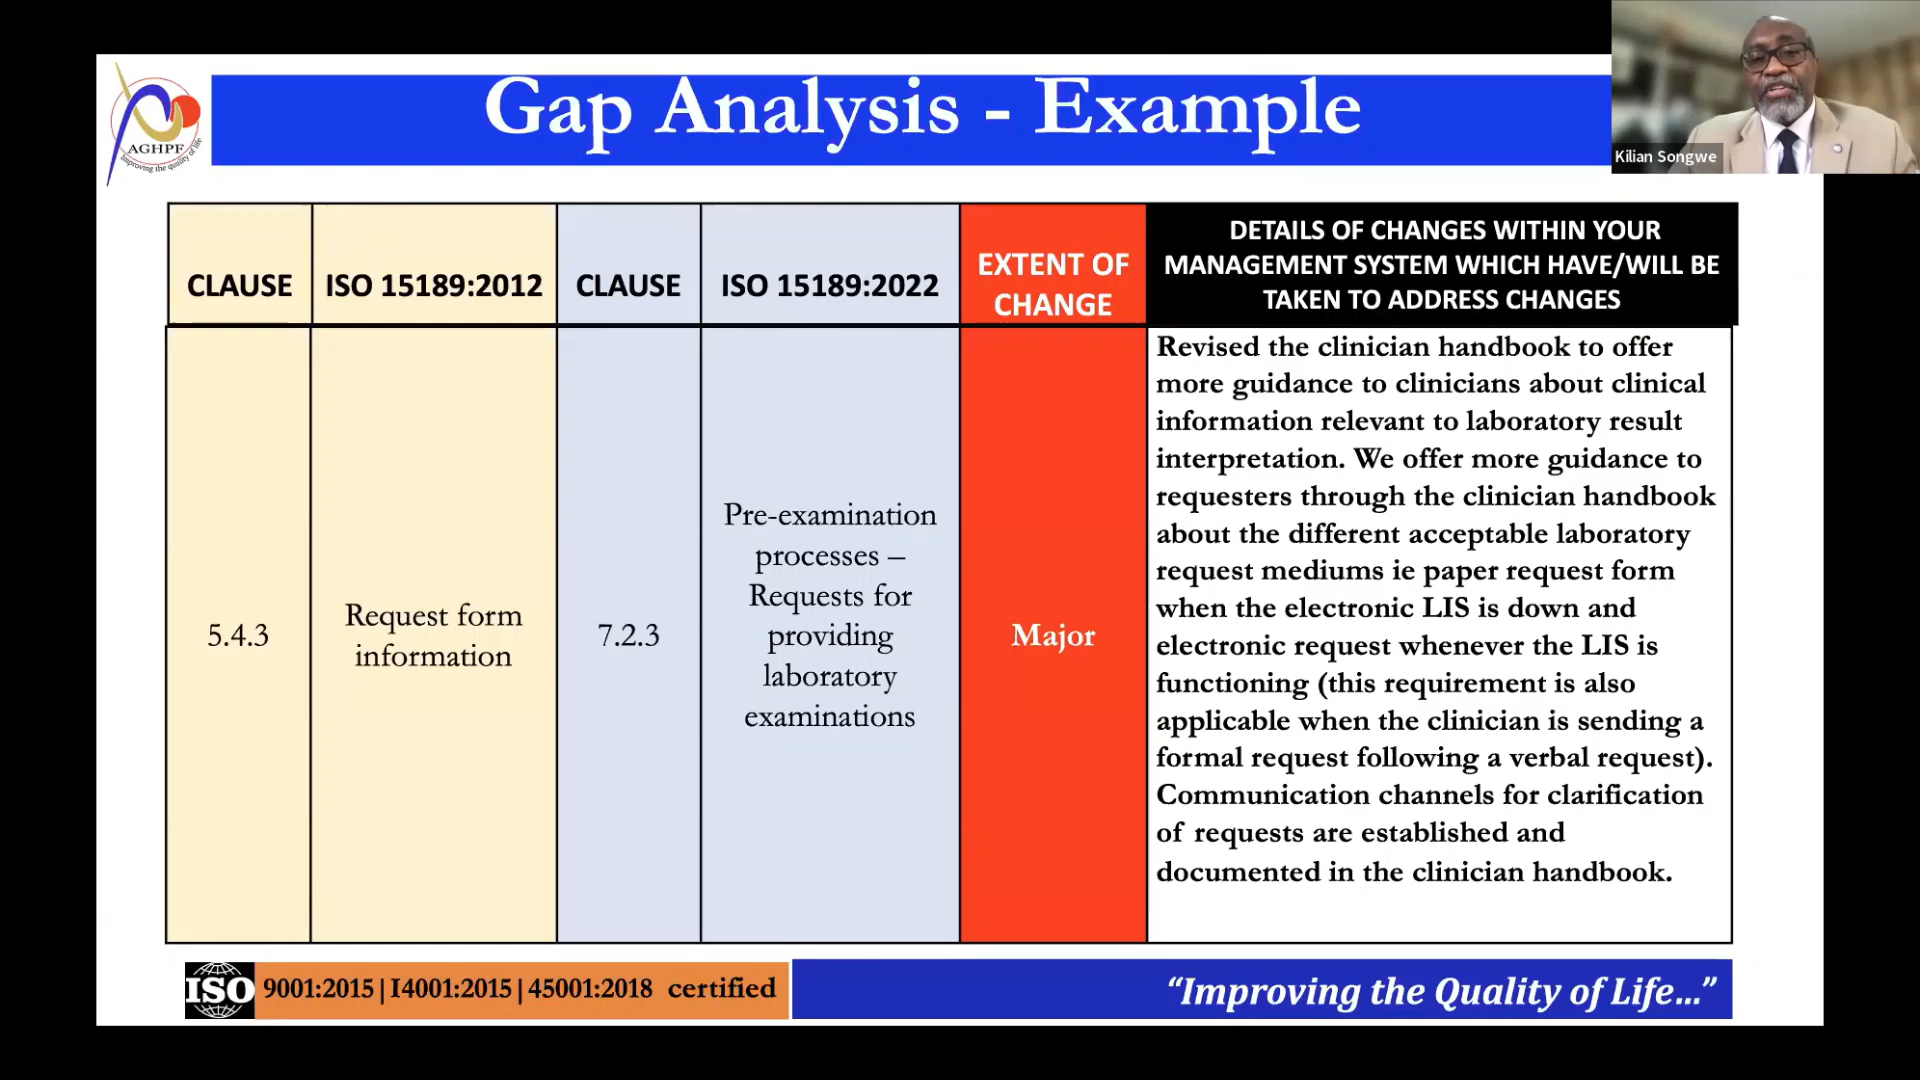 Gap Analysis - Example
AGHPF
Improving the quality of life
Kilian Songwe
CLAUSE
ISO 15189:2012
CLAUSE
ISO 15189:2022
EXTENT OF
CHANGE
DETAILS OF CHANGES WITHIN YOUR
MANAGEMENT SYSTEM WHICH HAVE/WILL BE
TAKEN TO ADDRESS CHANGES
5.4.3
Request form
information
7.2.3
Pre-examination
processes –
Requests for
providing
laboratory
examinations
Major
Revised the clinician handbook to offer
more guidance to clinicians about clinical
information relevant to laboratory result
interpretation. We offer more guidance to
requesters through the clinician handbook
about the different acceptable laboratory
request mediums ie paper request form
when the electronic LIS is down and
electronic request whenever the LIS is
functioning (this requirement is also
applicable when the clinician is sending a
formal request following a verbal request).
Communication channels for clarification
of requests are established and
documented in the clinician handbook.
ISO 9001:2015 | I4001:2015 | 45001:2018 certified
“Improving the Quality of Life...”